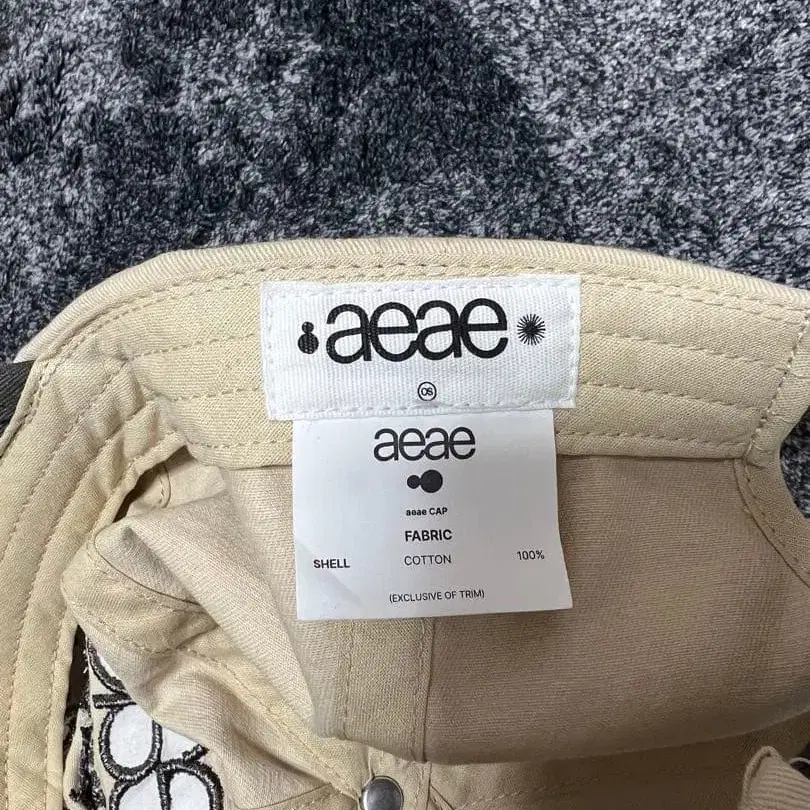 aeae
OS
aeae
aeae CAP
FABRIC
SHELL COTTON 100%
(EXCLUSIVE OF TRIM)